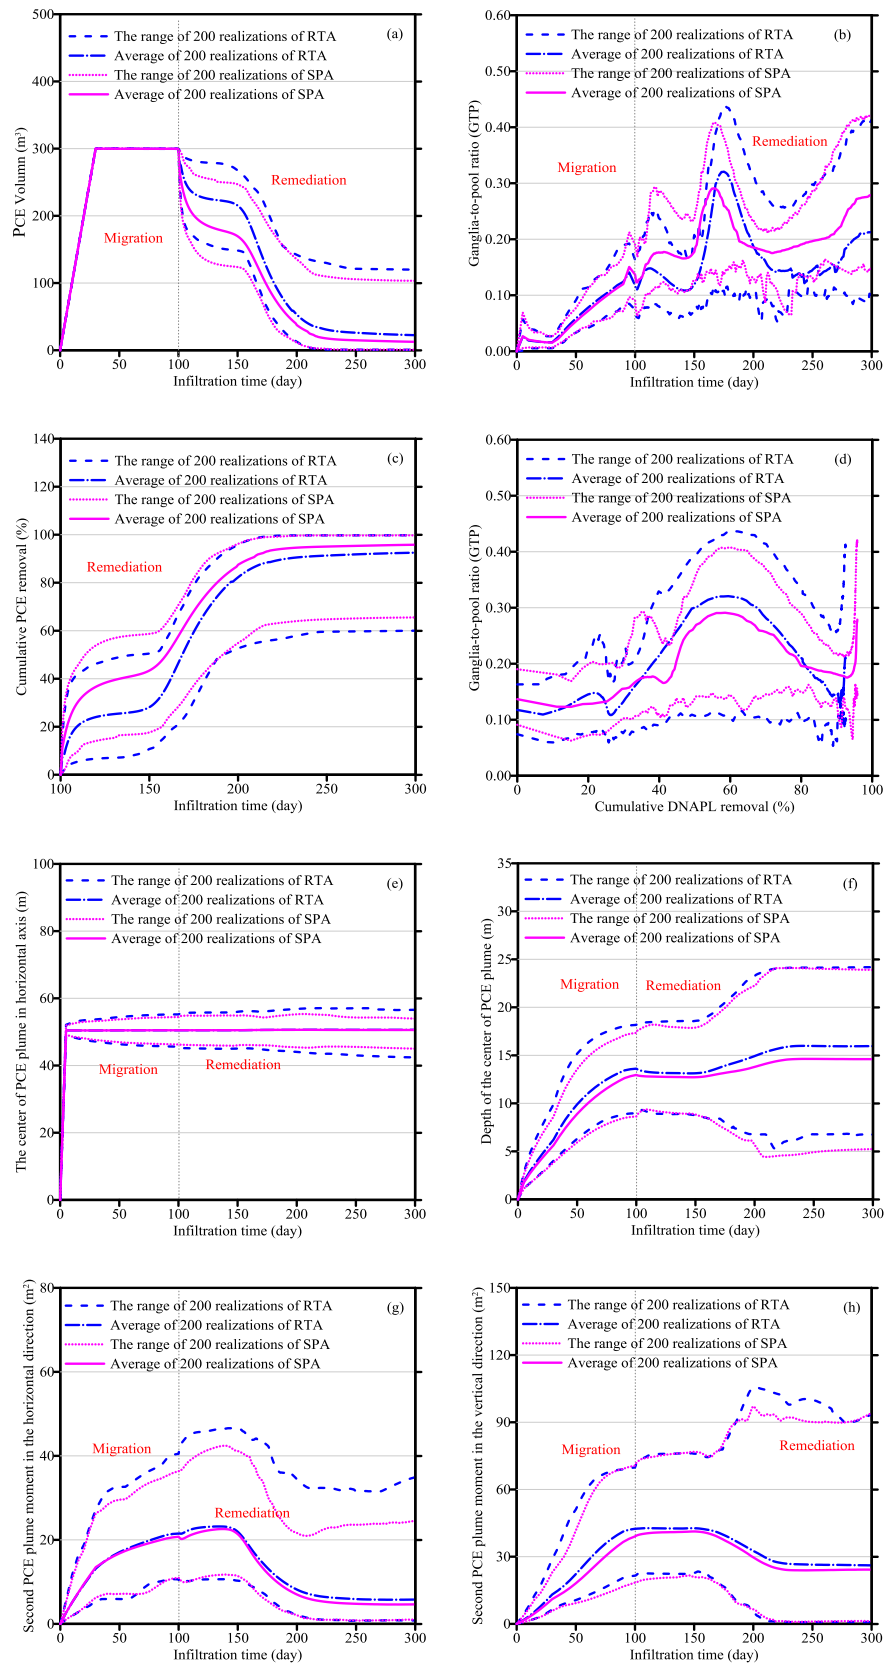 500
400
300
200
100
0
0
50
100
150
200
250
300
PCE Volumn (m³)
Infiltration time (day)
The range of 200 realizations of RTA
Average of 200 realizations of RTA
The range of 200 realizations of SPA
Average of 200 realizations of SPA
(a)
Migration
Remediation
0.60
0.50
0.40
0.30
0.20
0.10
0.00
0
50
100
150
200
250
300
Ganglia-to-pool ratio (GTP)
Infiltration time (day)
The range of 200 realizations of RTA
Average of 200 realizations of RTA
The range of 200 realizations of SPA
Average of 200 realizations of SPA
(b)
Migration
Remediation
140
120
100
80
60
40
20
0
100
150
200
250
300
Cumulative PCE removal (%)
Infiltration time (day)
The range of 200 realizations of RTA
Average of 200 realizations of RTA
The range of 200 realizations of SPA
Average of 200 realizations of SPA
(c)
Remediation
0.60
0.50
0.40
0.30
0.20
0.10
0.00
0
20
40
60
80
100
Ganglia-to-pool ratio (GTP)
Cumulative DNAPL removal (%)
The range of 200 realizations of RTA
Average of 200 realizations of RTA
The range of 200 realizations of SPA
Average of 200 realizations of SPA
(d)
100
80
60
40
20
0
0
50
100
150
200
250
300
The center of PCE plume in horizontal axis (m)
Infiltration time (day)
The range of 200 realizations of RTA
Average of 200 realizations of RTA
The range of 200 realizations of SPA
Average of 200 realizations of SPA
(e)
Migration
Remediation
35
30
25
20
15
10
5
0
0
50
100
150
200
250
300
Depth of the center of PCE plume (m)
Infiltration time (day)
The range of 200 realizations of RTA
Average of 200 realizations of RTA
The range of 200 realizations of SPA
Average of 200 realizations of SPA
(f)
Migration
Remediation
80
60
40
20
0
0
50
100
150
200
250
300
Second PCE plume moment in the horizontal direction (m²)
Infiltration time (day)
The range of 200 realizations of RTA
Average of 200 realizations of RTA
The range of 200 realizations of SPA
Average of 200 realizations of SPA
(g)
Migration
Remediation
150
120
90
60
30
0
0
50
100
150
200
250
300
Second PCE plume moment in the vertical direction (m²)
Infiltration time (day)
The range of 200 realizations of RTA
Average of 200 realizations of RTA
The range of 200 realizations of SPA
Average of 200 realizations of SPA
(h)
Migration
Remediation